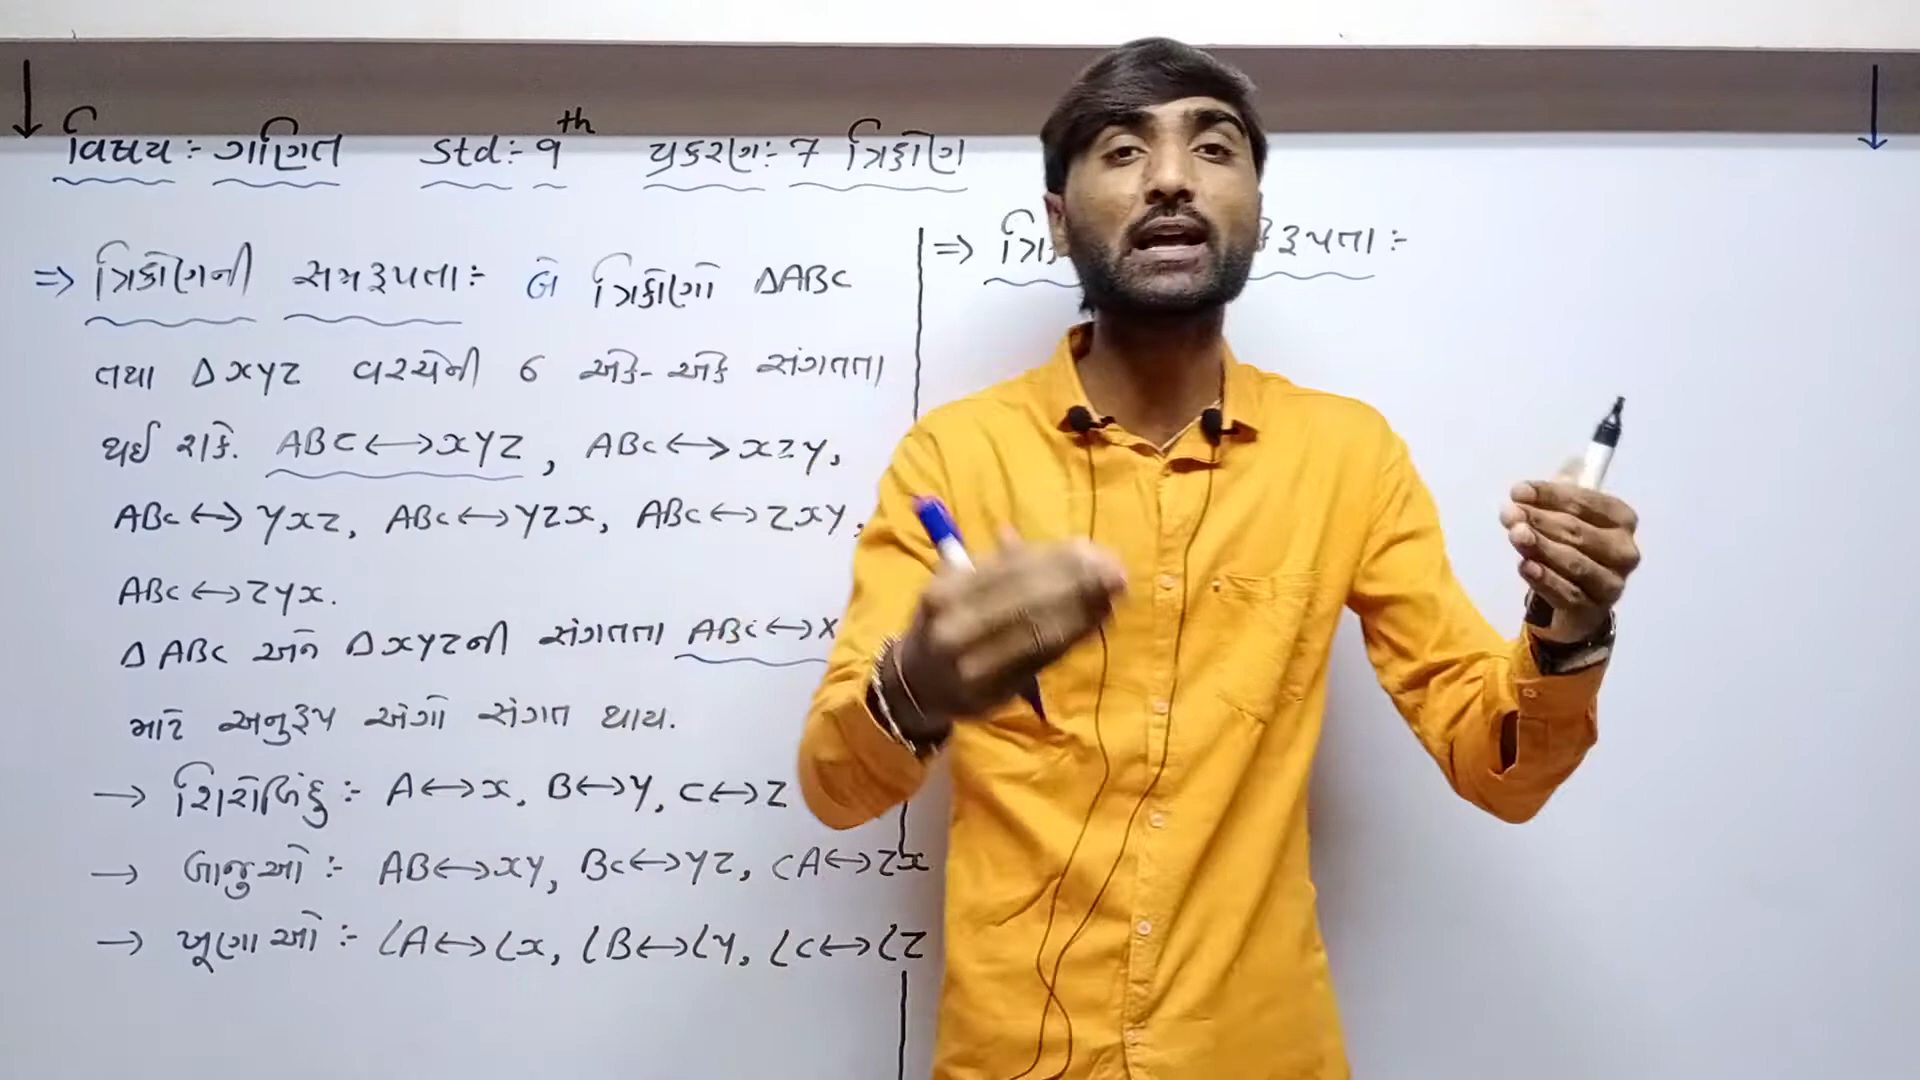 વિષય :- ગણિત Std :- 9th પ્રકરણ :- 7 ત્રિકોણ
⇒ ત્રિકોણની સમરૂપતા :- બે ત્રિકોણો ΔABC
તથા Δxyz વચ્ચેની 6 એક-એક સંગતતા
થઈ શકે. ABC ↔ xyz, ABC ↔ xzy,
ABC ↔ yxz, ABC ↔ yzx, ABC ↔ zxy,
ABC ↔ zyx.
Δ ABC અને Δxyzની સંગતતા ABC ↔ x
માટે અનુરૂપ અંગો સંગત થાય.
→ શિરોબિંદુ :- A ↔ x, B ↔ y, C ↔ z
→ બાજુઓ :- AB ↔ xy, BC ↔ yz, CA ↔ zx
→ ખૂણાઓ :- ∠A ↔ ∠x, ∠B ↔ ∠y, ∠C ↔ ∠z
⇒ રૂપતા :-